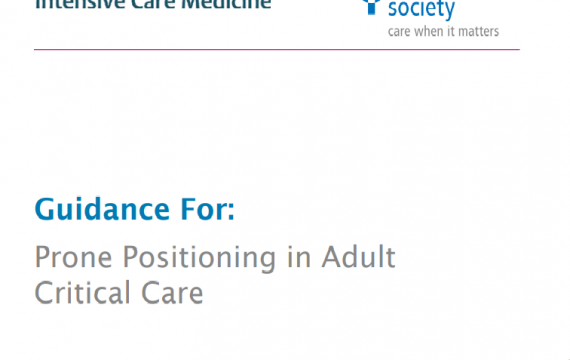 Intensive Care Medicine
society
care when it matters
Guidance For:
Prone Positioning in Adult
Critical Care